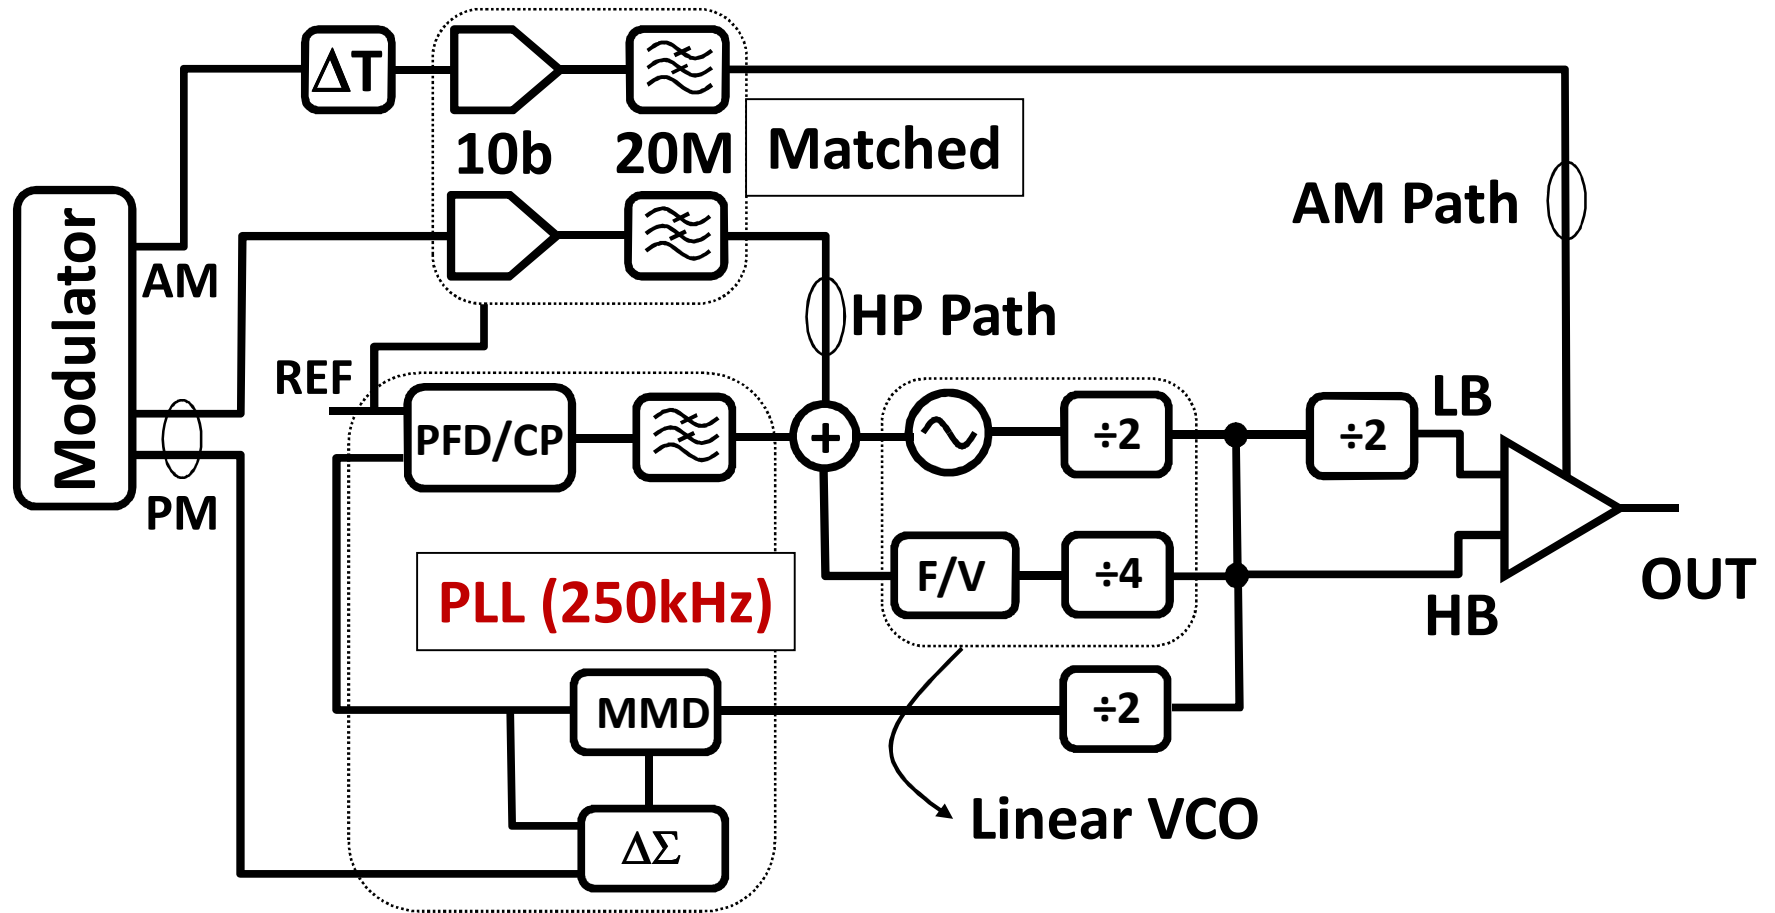 ΔT
10b
20M
Matched
AM Path
Modulator
AM
HP Path
REF
PM
PFD/CP
+
÷2
÷2
LB
F/V
÷4
HB
OUT
PLL (250kHz)
MMD
÷2
ΔΣ
Linear VCO